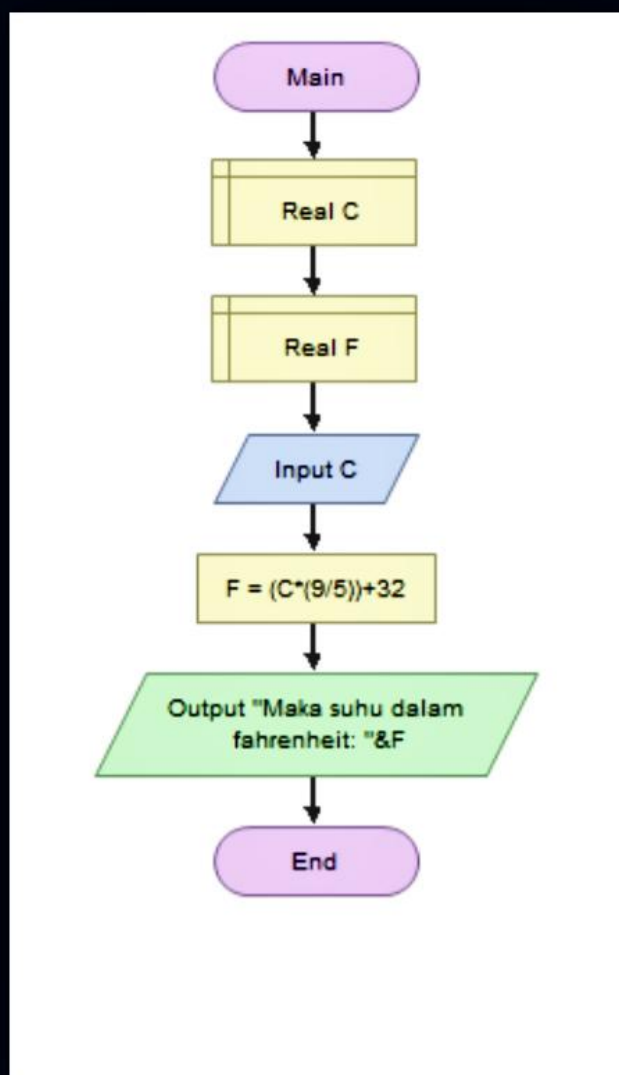 Main
Real C
Real F
Input C
F = (C*(9/5))+32
Output "Maka suhu dalam
fahrenheit: "&F
End